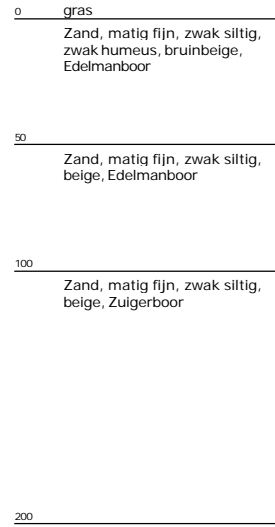 0 gras
Zand, matig fijn, zwak siltig,
zwak humeus, bruinbeige,
Edelmanboor
50
Zand, matig fijn, zwak siltig,
beige, Edelmanboor
100
Zand, matig fijn, zwak siltig,
beige, Zuigerboor
200